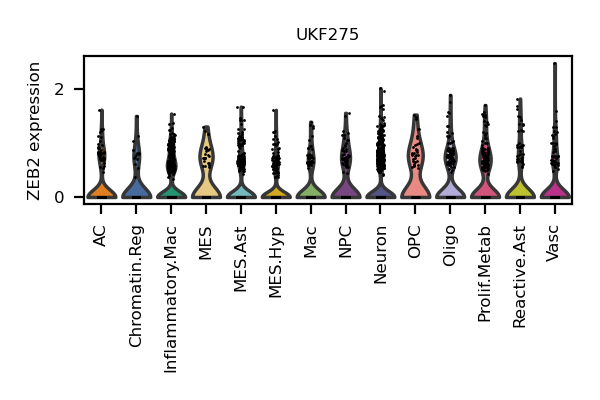 UKF275
ZEB2 expression
2
0
AC
Chromatin.Reg
Inflammatory.Mac
MES
MES.Ast
MES.Hyp
Mac
NPC
Neuron
OPC
Oligo
Prolif.Metab
Reactive.Ast
Vasc